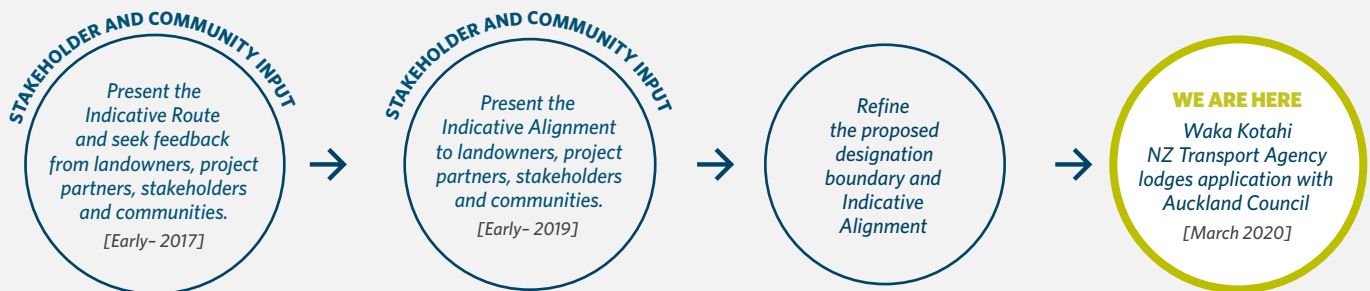 STAKEHOLDER AND COMMUNITY INPUT
Present the
Indicative Route
and seek feedback
from landowners, project
partners, stakeholders
and communities.
[Early– 2017]
STAKEHOLDER AND COMMUNITY INPUT
Present the
Indicative Alignment
to landowners, project
partners, stakeholders
and communities.
[Early– 2019]
Refine
the proposed
designation
boundary and
Indicative
Alignment
WE ARE HERE
Waka Kotahi
NZ Transport Agency
lodges application with
Auckland Council
[March 2020]